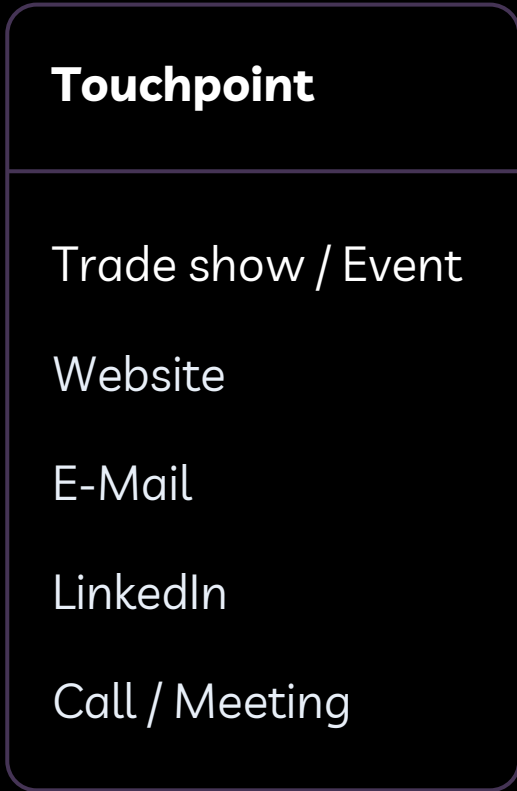 Touchpoint
Trade show / Event
Website
E-Mail
LinkedIn
Call / Meeting